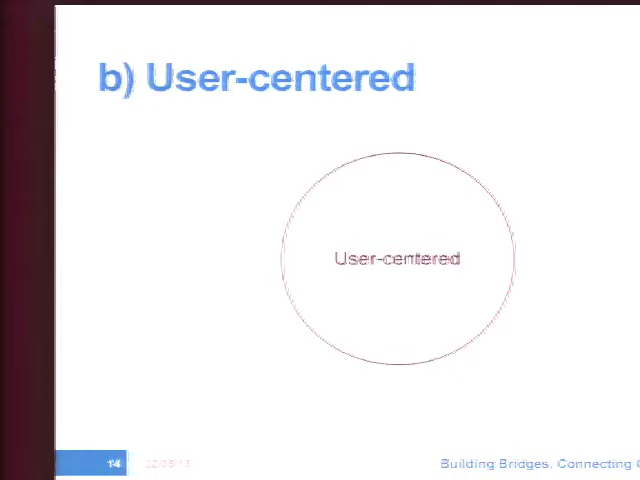 b) User-centered
User-centered
14
Building Bridges. Connecting